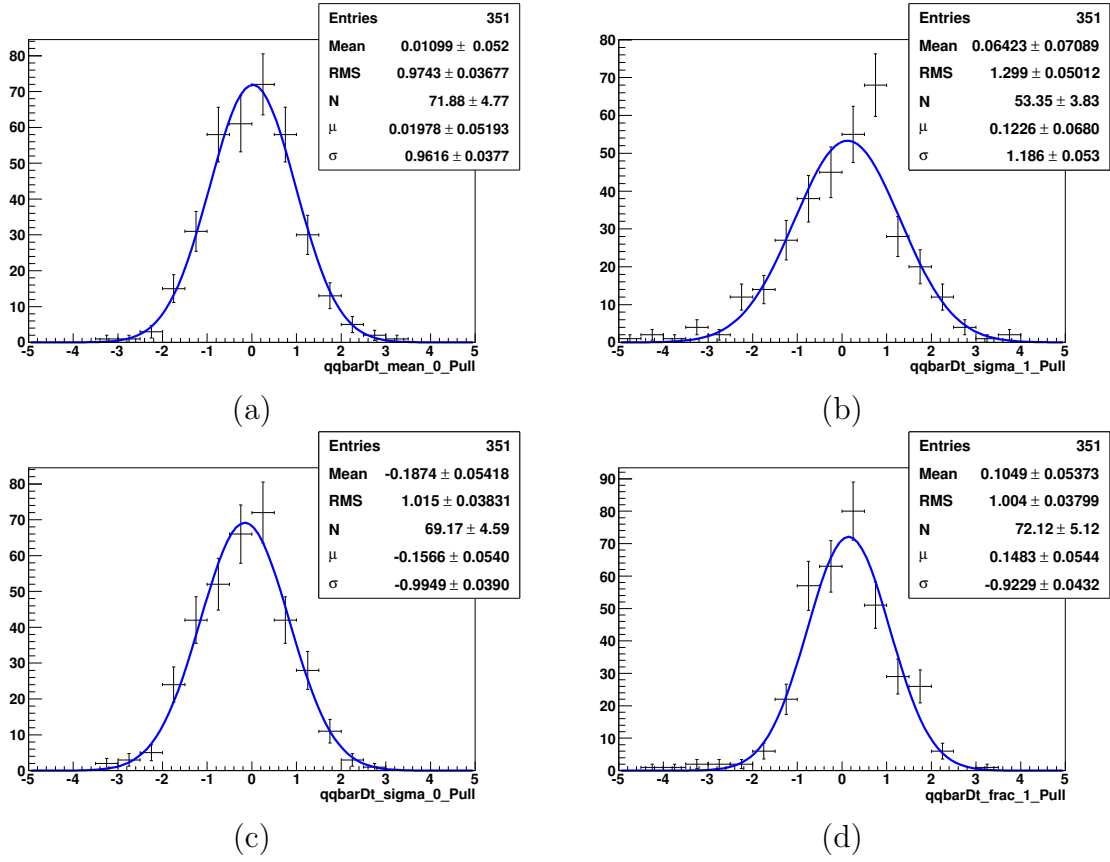 Entries 351
Mean 0.01099 ± 0.052
RMS 0.9743 ± 0.03677
N 71.88 ± 4.77
μ 0.01978 ± 0.05193
σ 0.9616 ± 0.0377
80
70
60
50
40
30
20
10
0
-5 -4 -3 -2 -1 0 1 2 3 4 5
qqbarDt_mean_0_Pull
(a)
Entries 351
Mean 0.06423 ± 0.07089
RMS 1.299 ± 0.05012
N 53.35 ± 3.83
μ 0.1226 ± 0.0680
σ 1.186 ± 0.053
80
70
60
50
40
30
20
10
0
-5 -4 -3 -2 -1 0 1 2 3 4 5
qqbarDt_sigma_1_Pull
(b)
Entries 351
Mean -0.1874 ± 0.05418
RMS 1.015 ± 0.03831
N 69.17 ± 4.59
μ -0.1566 ± 0.0540
σ -0.9949 ± 0.0390
80
70
60
50
40
30
20
10
0
-5 -4 -3 -2 -1 0 1 2 3 4 5
qqbarDt_sigma_0_Pull
(c)
Entries 351
Mean 0.1049 ± 0.05373
RMS 1.004 ± 0.03799
N 72.12 ± 5.12
μ 0.1483 ± 0.0544
σ -0.9229 ± 0.0432
90
80
70
60
50
40
30
20
10
0
-5 -4 -3 -2 -1 0 1 2 3 4 5
qqbarDt_frac_1_Pull
(d)